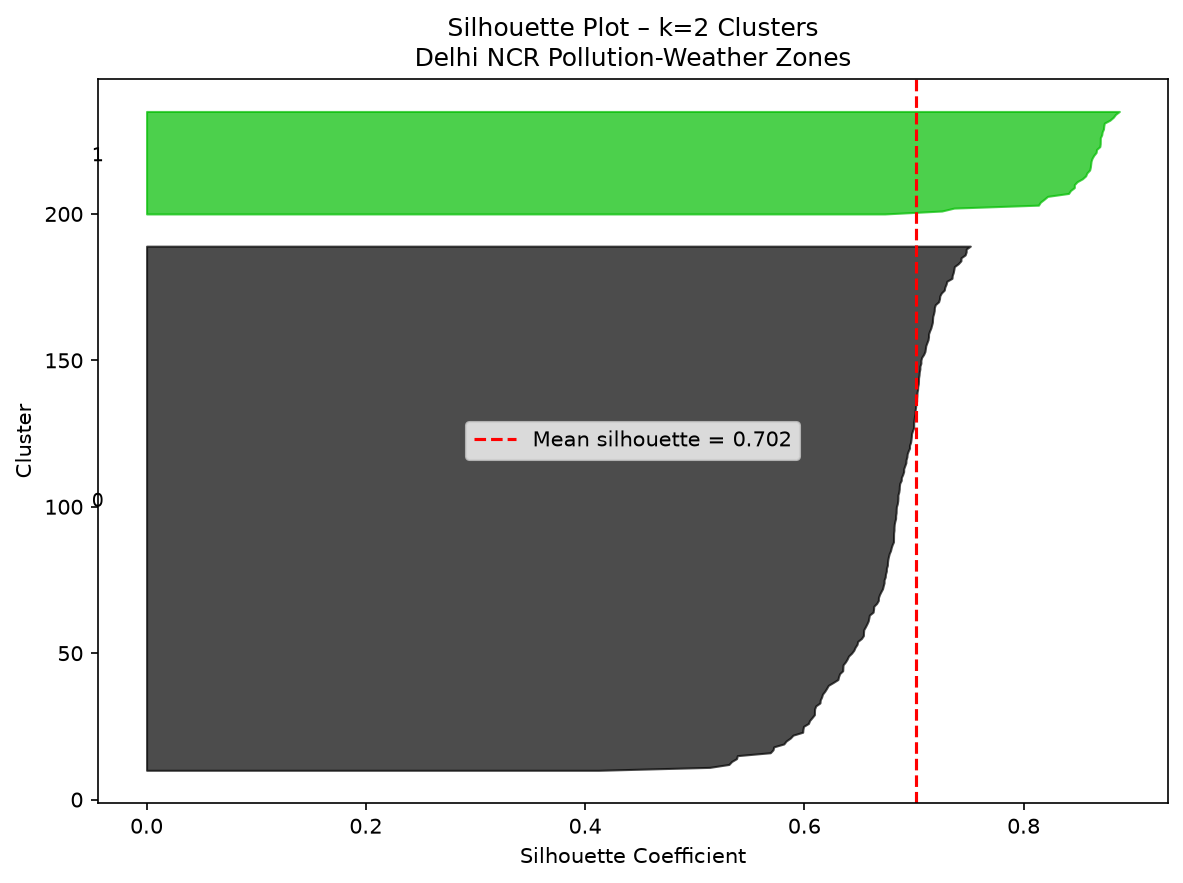 Silhouette Plot – k=2 Clusters
Delhi NCR Pollution-Weather Zones
1
200
150
Mean silhouette = 0.702
Cluster
0
100
50
0
0.0 0.2 0.4 0.6 0.8
Silhouette Coefficient